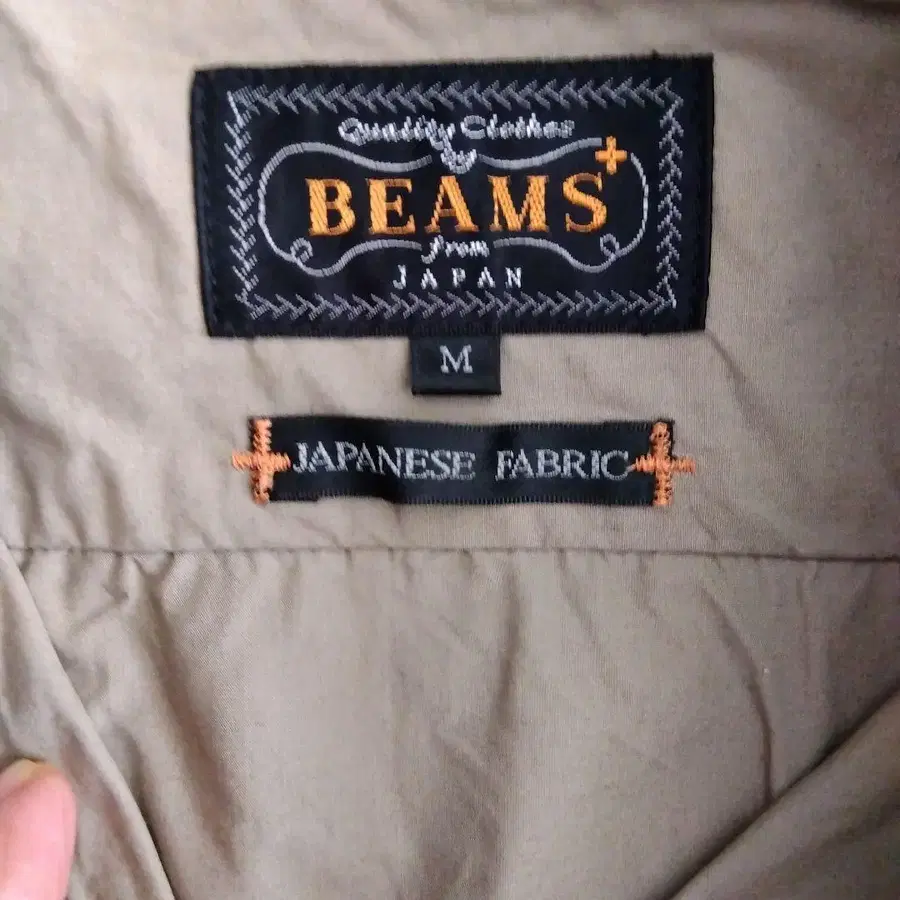 Quality Clothes
by
BEAMS+
from
JAPAN
M
JAPANESE FABRIC